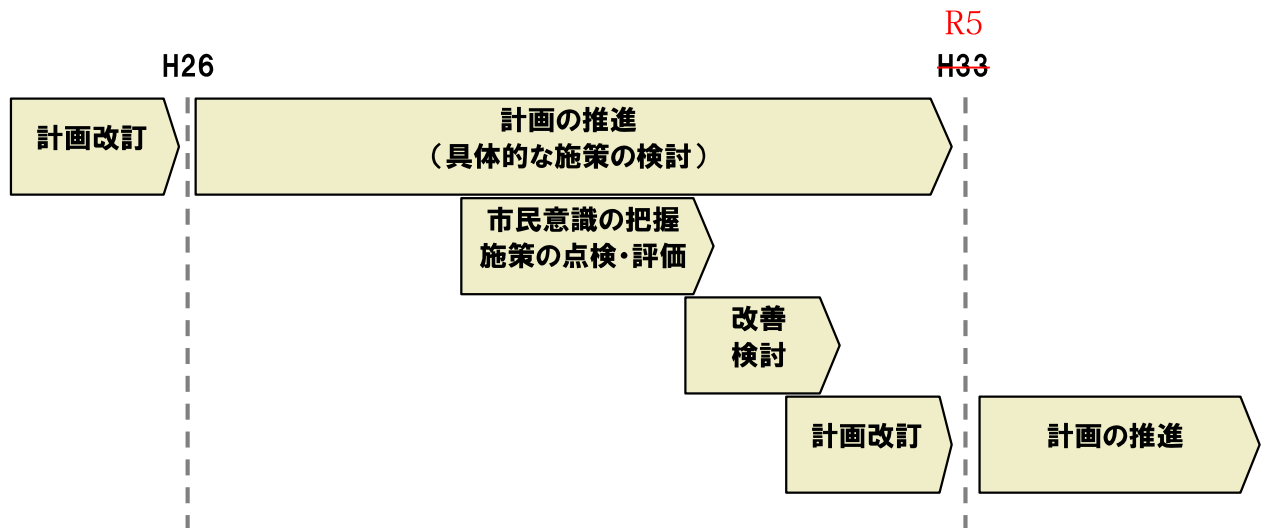 R5
H26
H33
計画改訂
計画の推進
（具体的な施策の検討）
市民意識の把握
施策の点検・評価
改善
検討
計画改訂
計画の推進